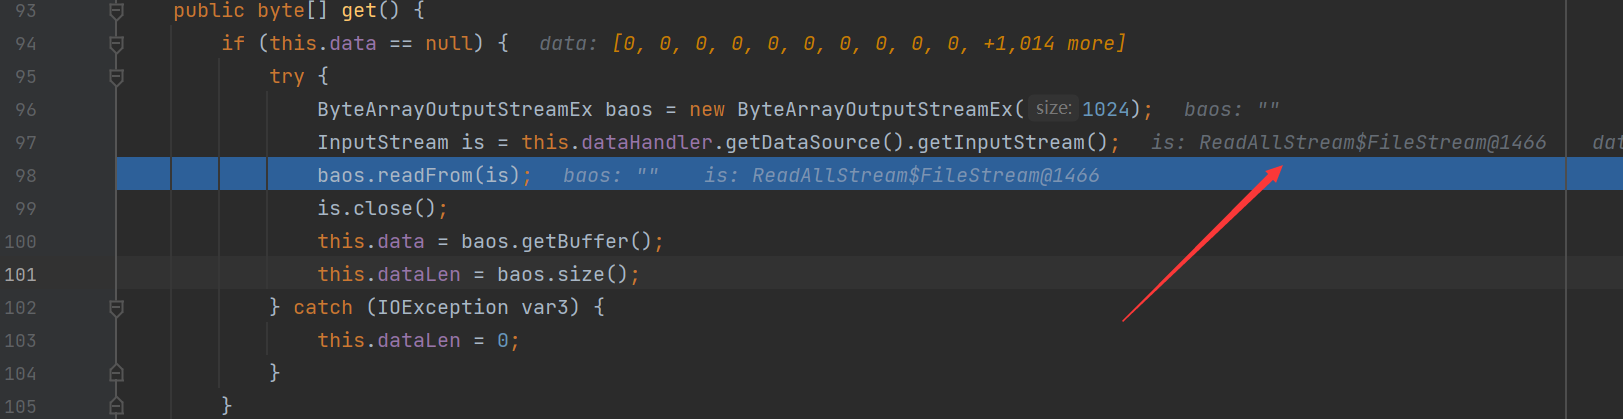 93 public byte[] get() {
94 if (this.data == null) { data: [0, 0, 0, 0, 0, 0, 0, 0, 0, 0, +1,014 more]
95 try {
96 ByteArrayOutputStreamEx baos = new ByteArrayOutputStreamEx( size: 1024); baos: ""
97 InputStream is = this.dataHandler.getDataSource().getInputStream(); is: ReadAllStream$FileStream@1466 dat
98 baos.readFrom(is); baos: "" is: ReadAllStream$FileStream@1466
99 is.close();
100 this.data = baos.getBuffer();
101 this.dataLen = baos.size();
102 } catch (IOException var3) {
103 this.dataLen = 0;
104 }
105 }